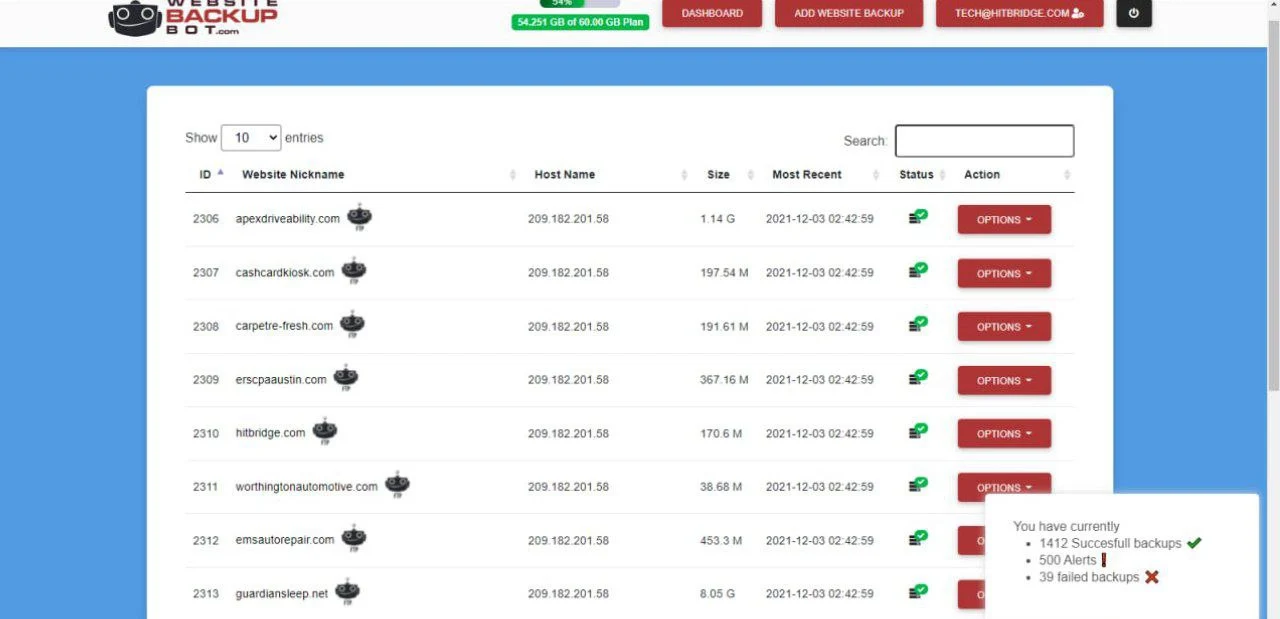 WEBSITE
BACKUP
BOT.com
54%
54.251 GB of 60.00 GB Plan
DASHBOARD
ADD WEBSITE BACKUP
TECH@HITBRIDGE.COM
Show 10 entries
Search:
ID Website Nickname Host Name Size Most Recent Status Action
2306 apexdriveability.com FTP 209.182.201.58 1.14 G 2021-12-03 02:42:59 OPTIONS
2307 cashcardkiosk.com FTP 209.182.201.58 197.54 M 2021-12-03 02:42:59 OPTIONS
2308 carpetre-fresh.com FTP 209.182.201.58 191.61 M 2021-12-03 02:42:59 OPTIONS
2309 erscpaaustin.com FTP 209.182.201.58 367.16 M 2021-12-03 02:42:59 OPTIONS
2310 hitbridge.com FTP 209.182.201.58 170.6 M 2021-12-03 02:42:59 OPTIONS
2311 worthingtonautomotive.com FTP 209.182.201.58 38.68 M 2021-12-03 02:42:59 OPTIONS
2312 emsautorepair.com FTP 209.182.201.58 453.3 M 2021-12-03 02:42:59 O
2313 guardiansleep.net FTP 209.182.201.58 8.05 G 2021-12-03 02:42:59 O
You have currently
1412 Succesfull backups
500 Alerts
39 failed backups